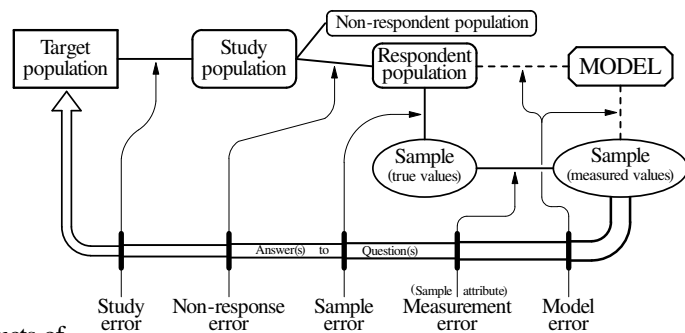 Non-respondent population
Target
population
Study
population
Respondent
population
MODEL
Sample
(true values)
Sample
(measured values)
Answer(s) to Question(s)
Study
error
Non-response
error
Sample
error
(Sample attribute)
Measurement
error
Model
error